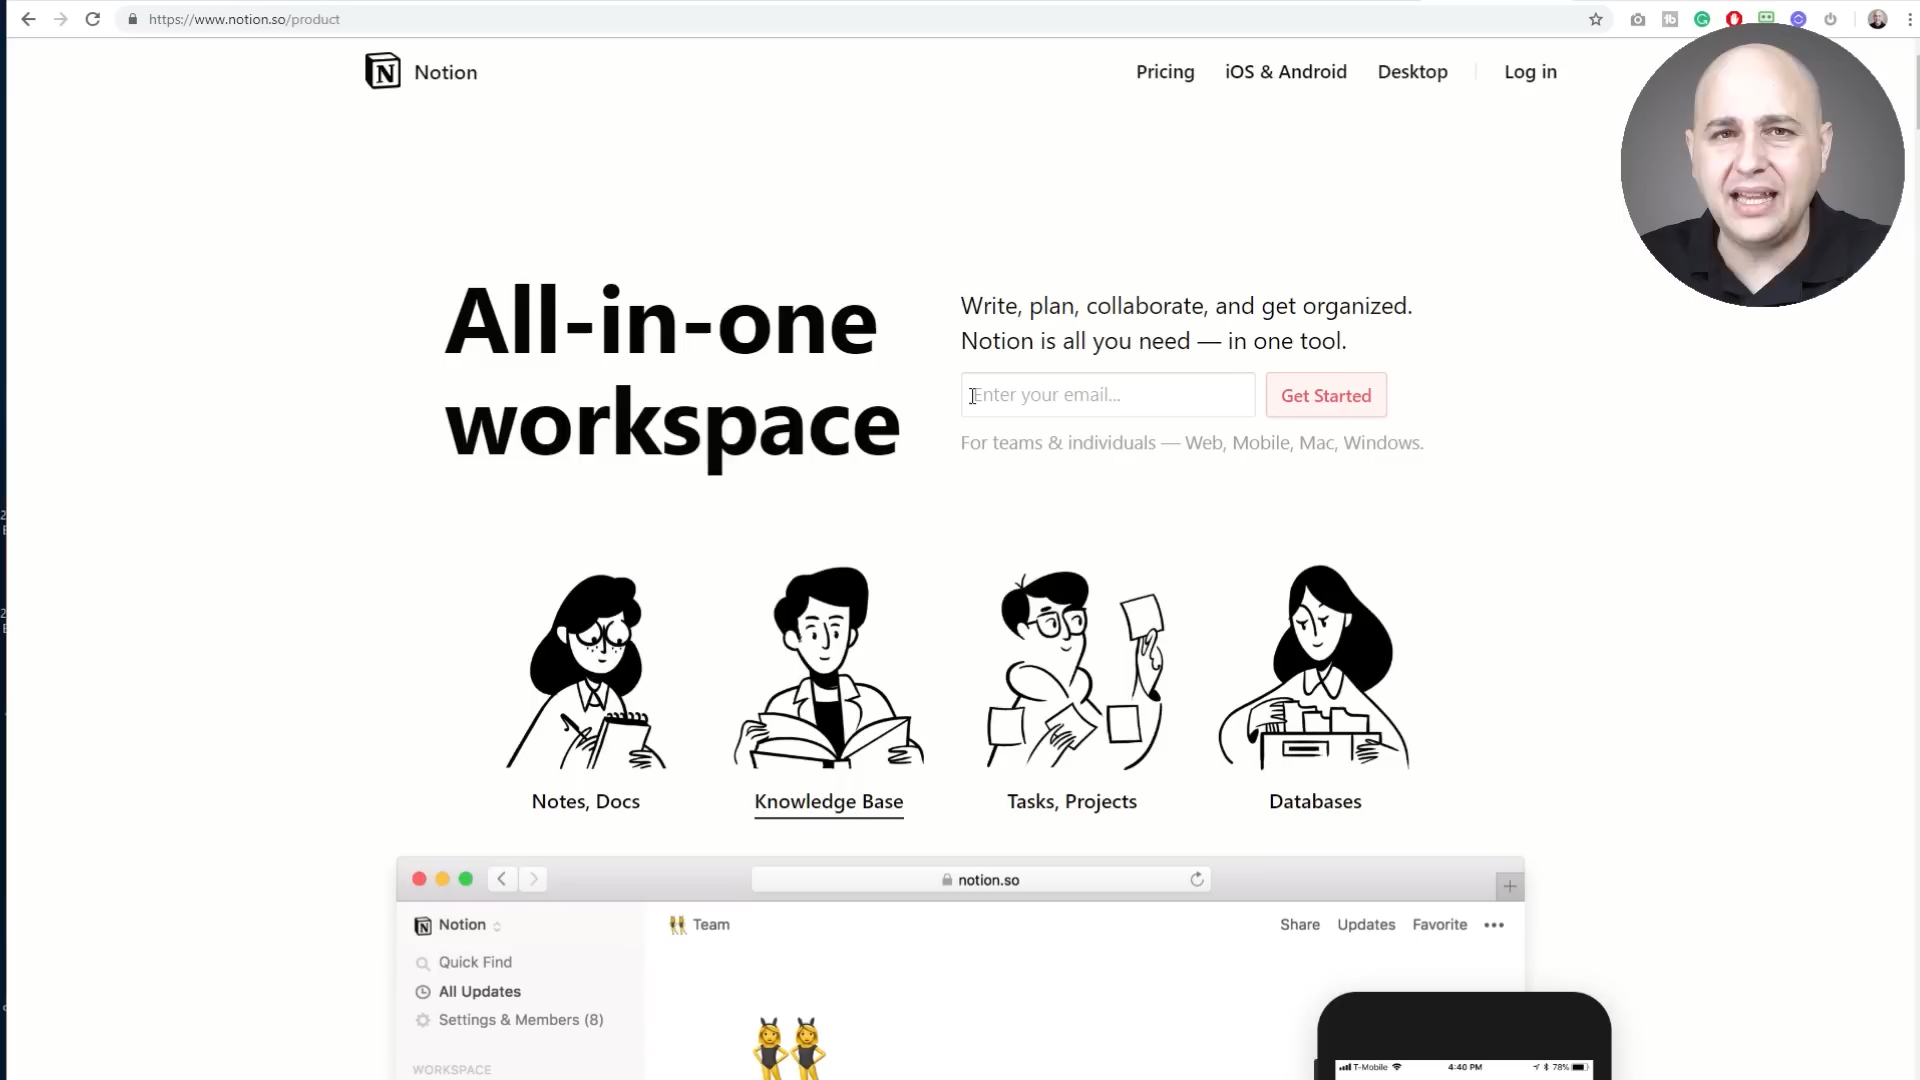 https://www.notion.so/product
Notion
Pricing
iOS & Android
Desktop
Log in
All-in-one
workspace
Write, plan, collaborate, and get organized.
Notion is all you need — in one tool.
Enter your email...
Get Started
For teams & individuals — Web, Mobile, Mac, Windows.
Notes, Docs
Knowledge Base
Tasks, Projects
Databases
notion.so
Notion
Team
Share
Updates
Favorite
Quick Find
All Updates
Settings & Members (8)
WORKSPACE
T-Mobile
4:40 PM
78%